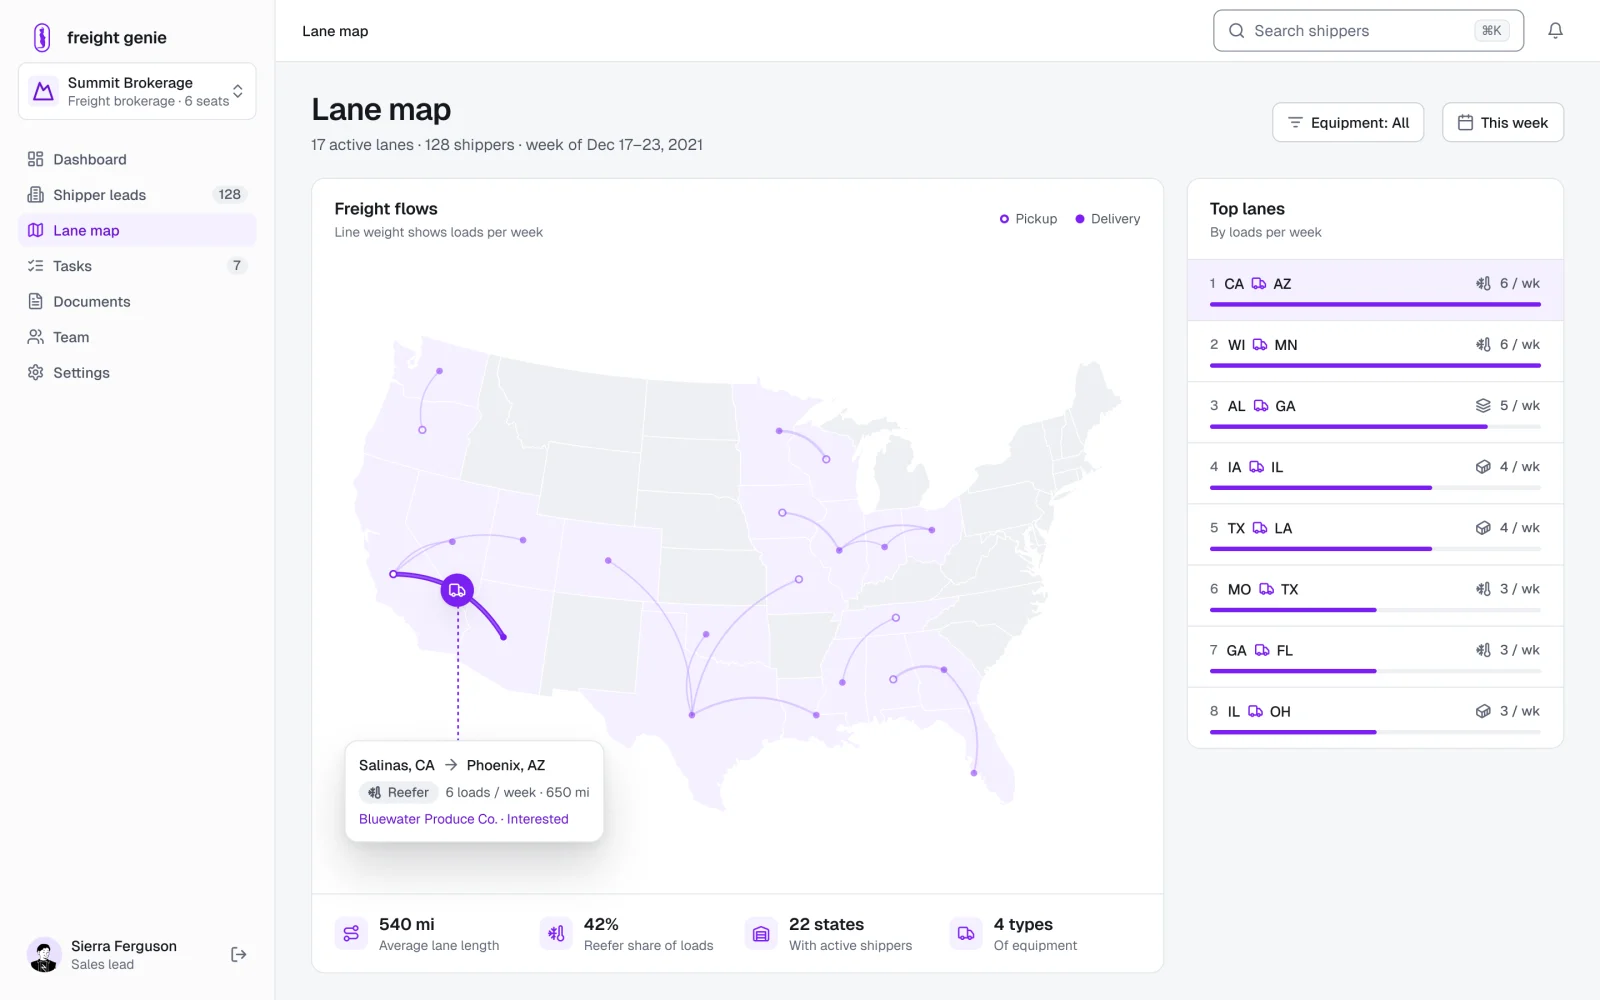 freight genie
Summit Brokerage
Freight brokerage · 6 seats
Dashboard
Shipper leads 128
Lane map
Tasks 7
Documents
Team
Settings
Sierra Ferguson
Sales lead
Lane map
Search shippers ⌘K
Lane map
17 active lanes · 128 shippers · week of Dec 17–23, 2021
Equipment: All
This week
Freight flows
Line weight shows loads per week
Pickup Delivery
Salinas, CA → Phoenix, AZ
Reefer 6 loads / week · 650 mi
Bluewater Produce Co. · Interested
540 mi
Average lane length
42%
Reefer share of loads
22 states
With active shippers
4 types
Of equipment
Top lanes
By loads per week
1 CA AZ 6 / wk
2 WI MN 6 / wk
3 AL GA 5 / wk
4 IA IL 4 / wk
5 TX LA 4 / wk
6 MO TX 3 / wk
7 GA FL 3 / wk
8 IL OH 3 / wk